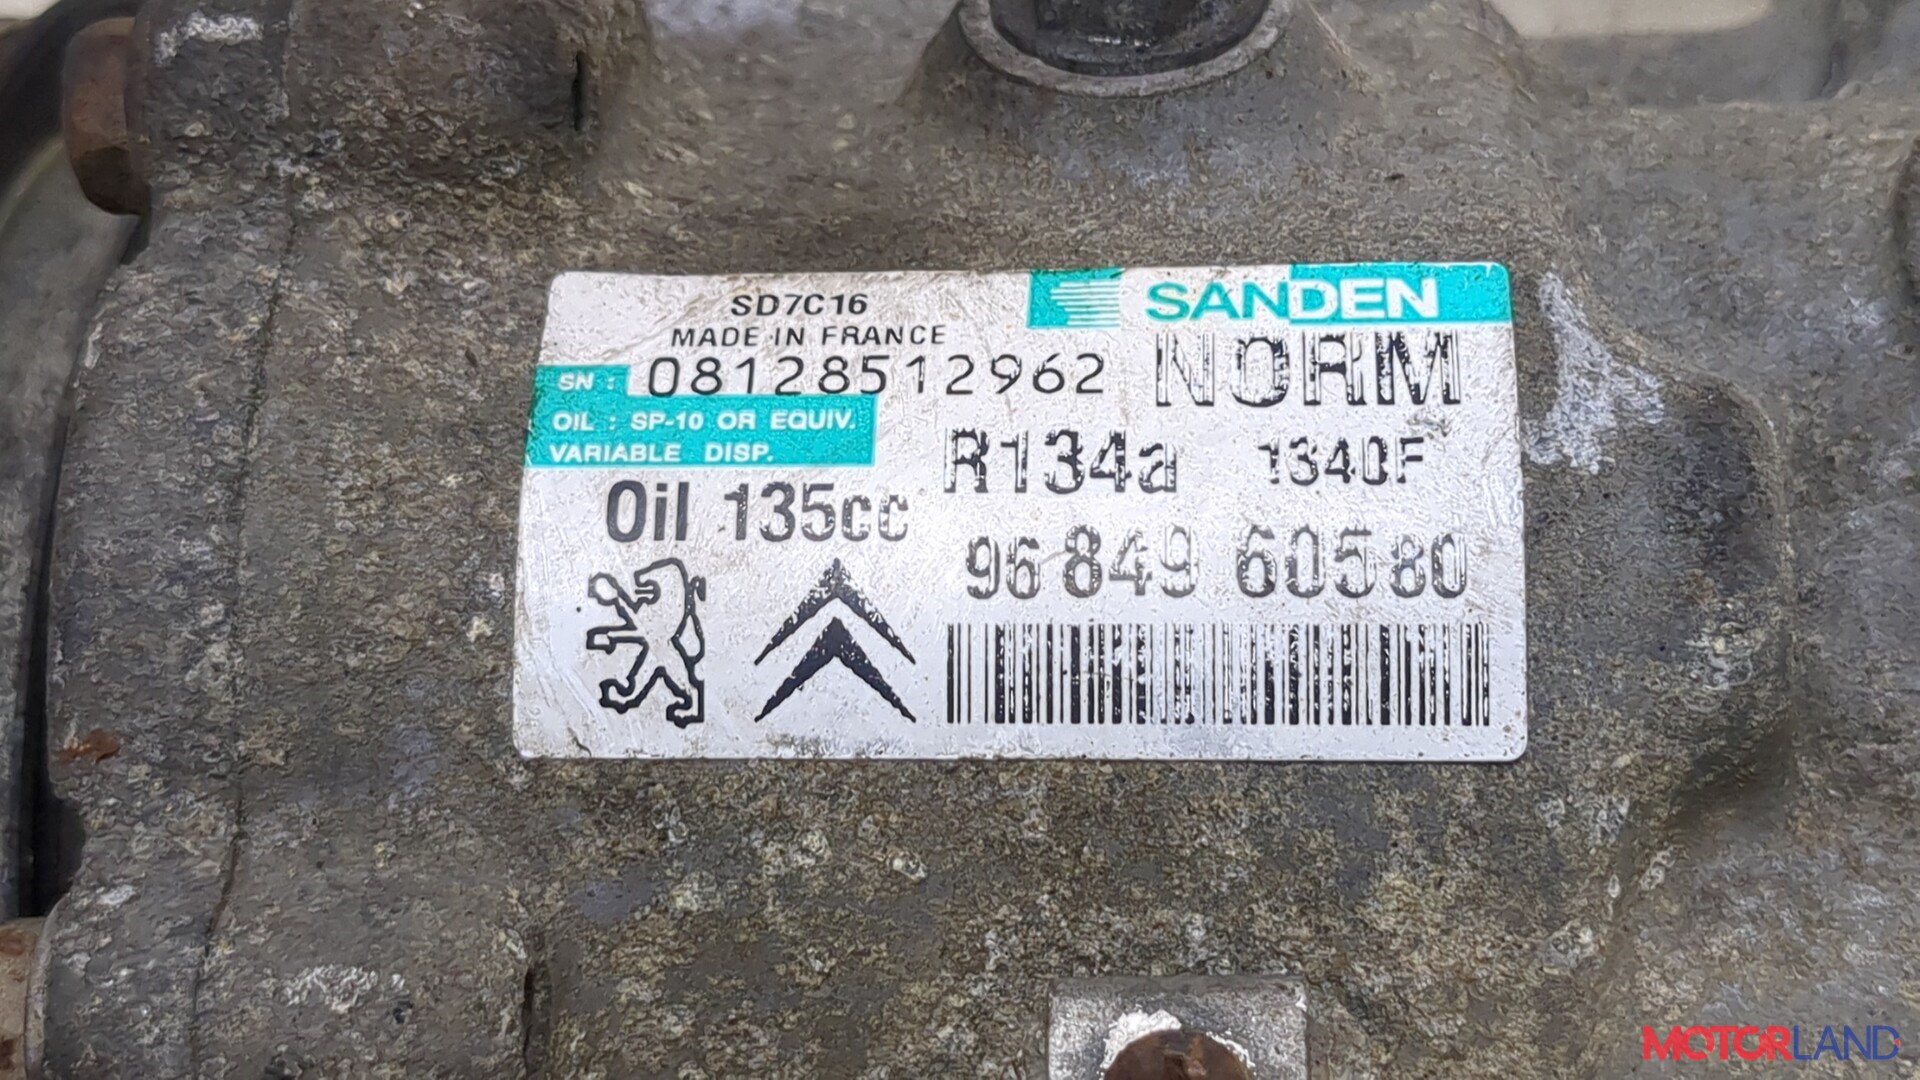 SD7C16
SANDEN
MADE IN FRANCE
SN : 08128512962
NORM
OIL : SP-10 OR EQUIV.
VARIABLE DISP.
R134a 1340F
Oil 135cc
96 849 605 80
MOTORLAND